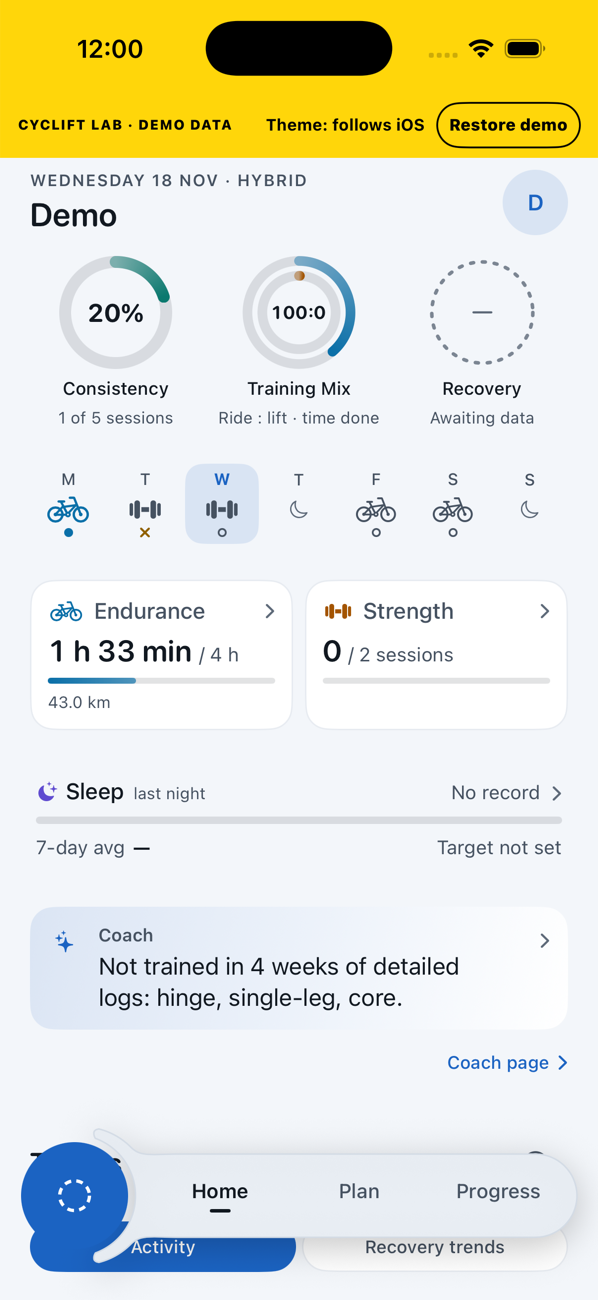 12:00
CYCLIFT LAB · DEMO DATA Theme: follows iOS Restore demo
WEDNESDAY 18 NOV · HYBRID
Demo
D
20% 100:0 —
Consistency Training Mix Recovery
1 of 5 sessions Ride : lift · time done Awaiting data
M T W T F S S
Endurance
1 h 33 min / 4 h
43.0 km
Strength
0 / 2 sessions
Sleep last night No record
7-day avg — Target not set
Coach
Not trained in 4 weeks of detailed
logs: hinge, single-leg, core.
Coach page
Home Plan Progress
Activity Recovery trends